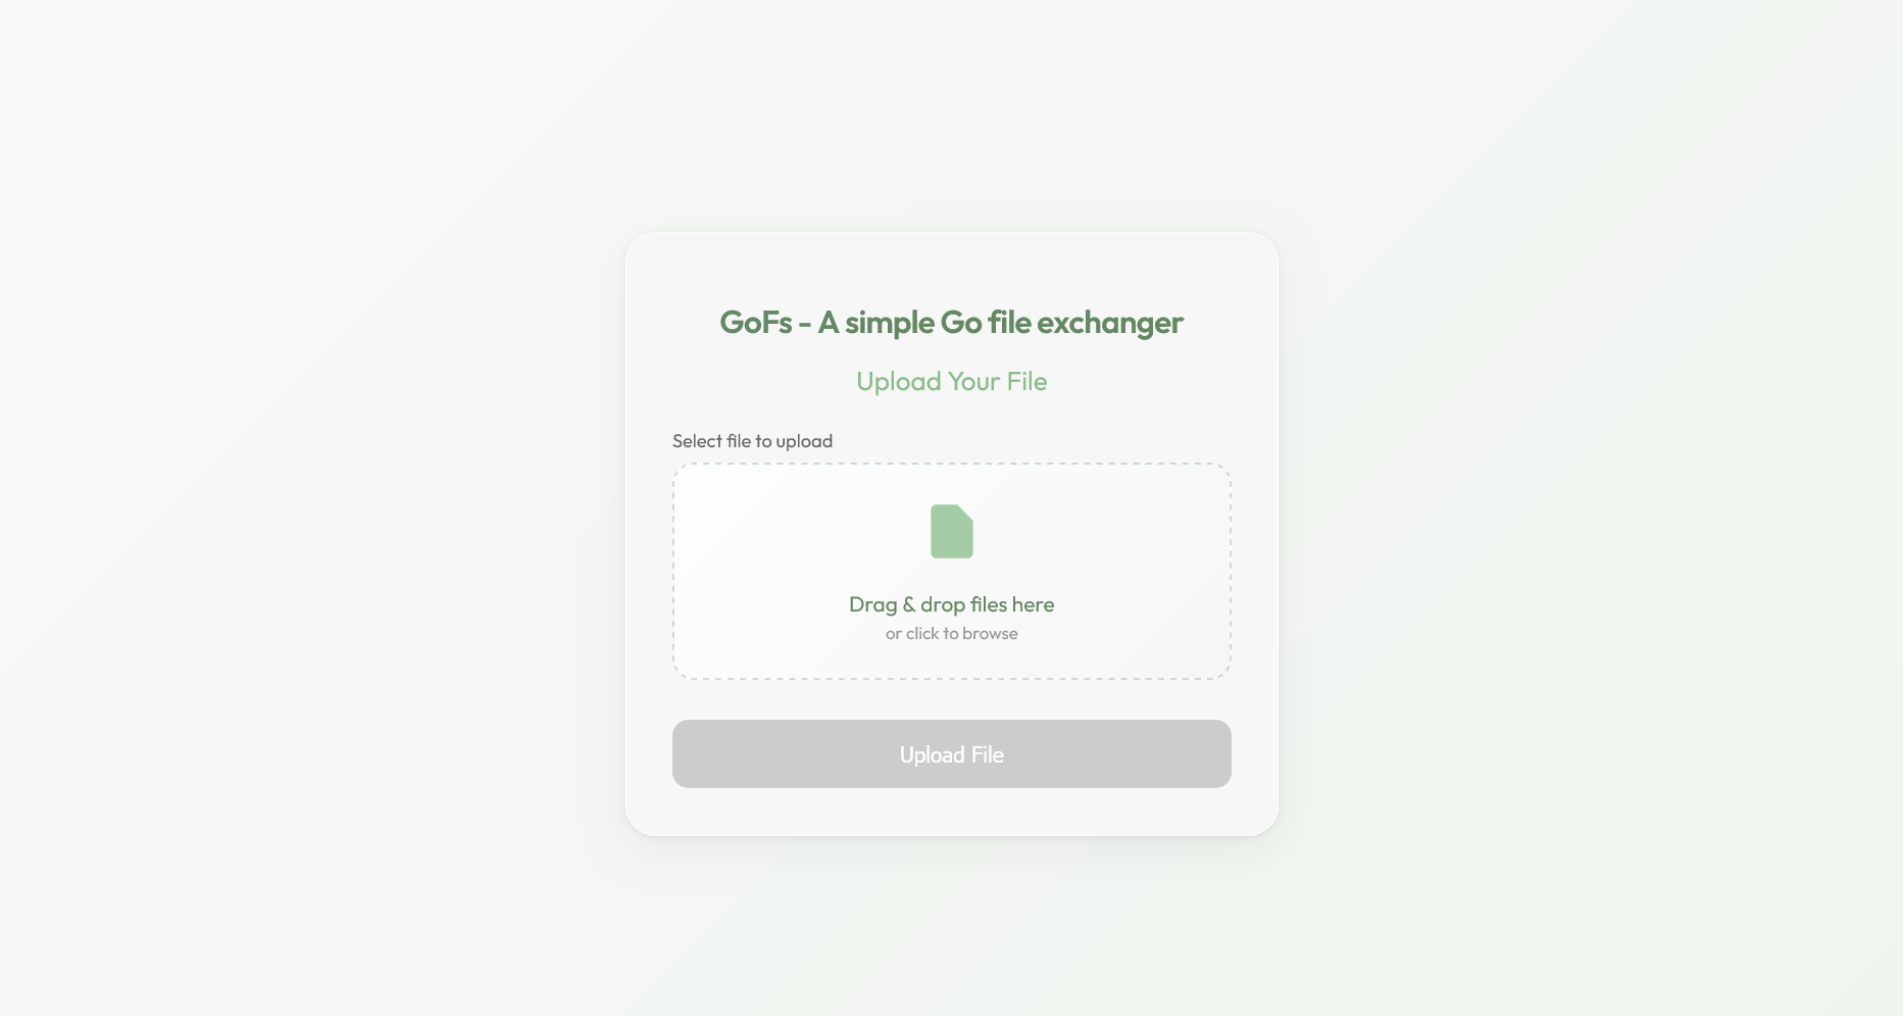 GoFs - A simple Go file exchanger
Upload Your File
Select file to upload
Drag & drop files here
or click to browse
Upload File